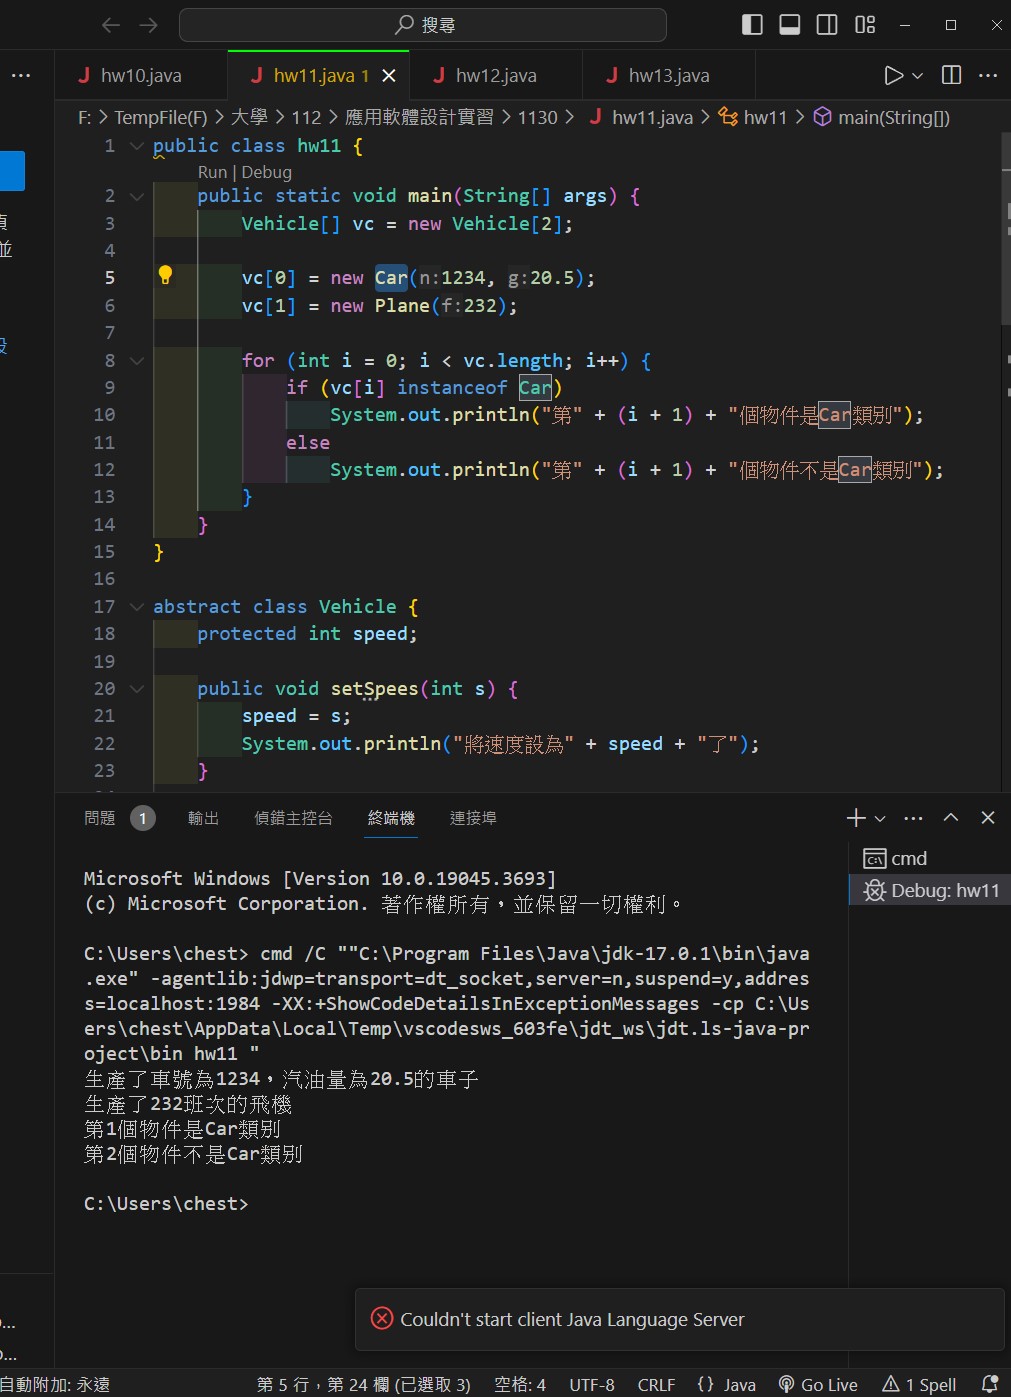 搜尋
hw10.java
hw11.java 1
hw12.java
hw13.java
F: > TempFile(F) > 大學 > 112 > 應用軟體設計實習 > 1130 > hw11.java > hw11 > main(String[])
1 public class hw11 {
Run | Debug
2 public static void main(String[] args) {
3 Vehicle[] vc = new Vehicle[2];
4
5 vc[0] = new Car(n:1234, g:20.5);
6 vc[1] = new Plane(f:232);
7
8 for (int i = 0; i < vc.length; i++) {
9 if (vc[i] instanceof Car)
10 System.out.println("第" + (i + 1) + "個物件是Car類別");
11 else
12 System.out.println("第" + (i + 1) + "個物件不是Car類別");
13 }
14 }
15 }
16
17 abstract class Vehicle {
18 protected int speed;
19
20 public void setSpees(int s) {
21 speed = s;
22 System.out.println("將速度設為" + speed + "了");
23 }
並
問題 1 輸出 偵錯主控台 終端機 連接埠
cmd
Debug: hw11
Microsoft Windows [Version 10.0.19045.3693]
(c) Microsoft Corporation. 著作權所有，並保留一切權利。
C:\Users\chest> cmd /C ""C:\Program Files\Java\jdk-17.0.1\bin\java
.exe" -agentlib:jdwp=transport=dt_socket,server=n,suspend=y,addres
s=localhost:1984 -XX:+ShowCodeDetailsInExceptionMessages -cp C:\Us
ers\chest\AppData\Local\Temp\vscodesws_603fe\jdt_ws\jdt.ls-java-pr
oject\bin hw11 "
生產了車號為1234，汽油量為20.5的車子
生產了232班次的飛機
第1個物件是Car類別
第2個物件不是Car類別
C:\Users\chest>
Couldn't start client Java Language Server
自動附加: 永遠 第 5 行，第 24 欄 (已選取 3) 空格: 4 UTF-8 CRLF {} Java Go Live 1 Spell